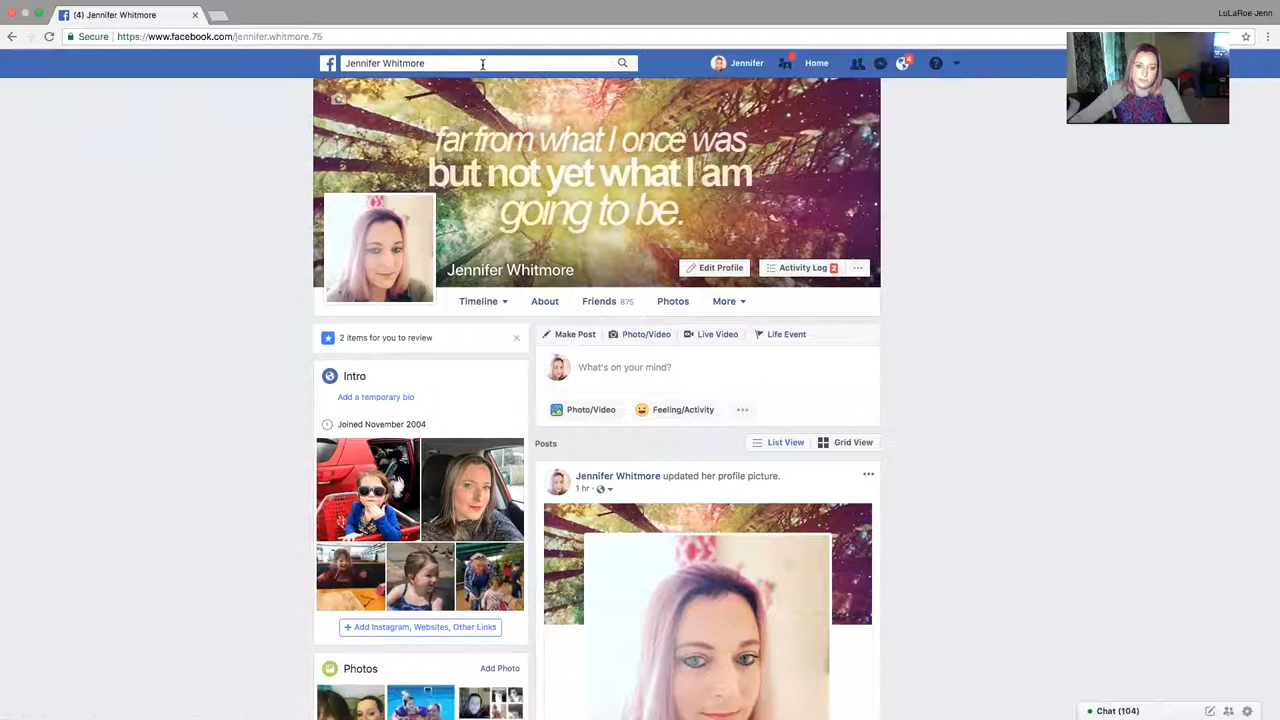 (4) Jennifer Whitmore
LuLaRoe Jenn
Secure https://www.facebook.com/jennifer.whitmore.75
Jennifer Whitmore
Jennifer Home 4
far from what I once was
but not yet what I am
going to be.
Jennifer Whitmore
Edit Profile
Activity Log 2
Timeline About Friends 875 Photos More
2 items for you to review
Make Post Photo/Video Live Video Life Event
What's on your mind?
Intro
Add a temporary bio
Photo/Video Feeling/Activity
Joined November 2004
Posts List View Grid View
Jennifer Whitmore updated her profile picture.
1 hr
+ Add Instagram, Websites, Other Links
Photos Add Photo
Chat (104)